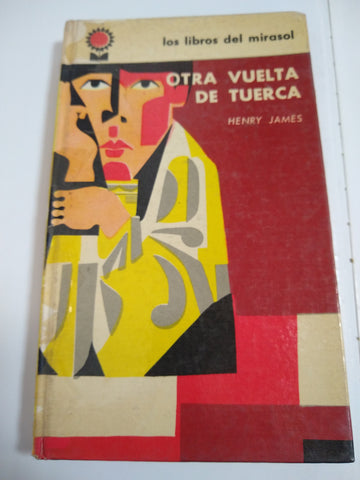 los libros del mirasol
OTRA VUELTA
DE TUERCA
HENRY JAMES